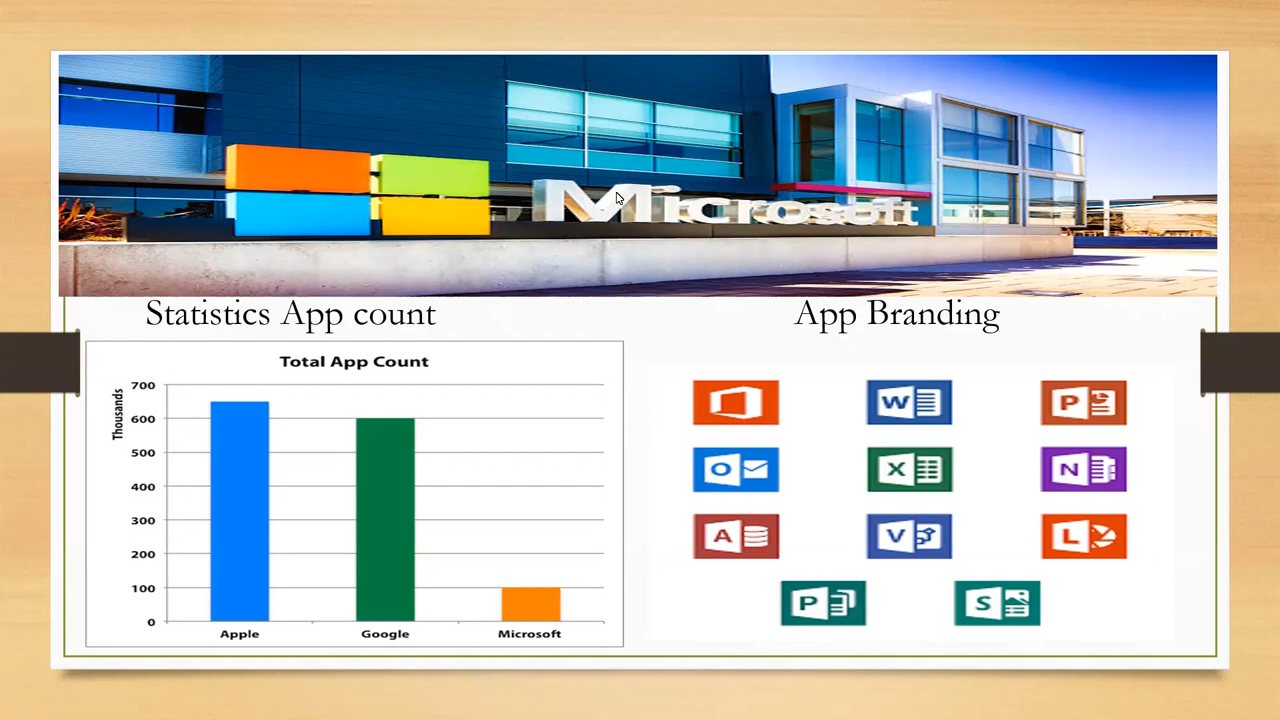 Microsoft
Statistics App count
App Branding
Total App Count
Thousands
700
600
500
400
300
200
100
0
Apple
Google
Microsoft
W
P
O
X
N
A
V
L
P
S